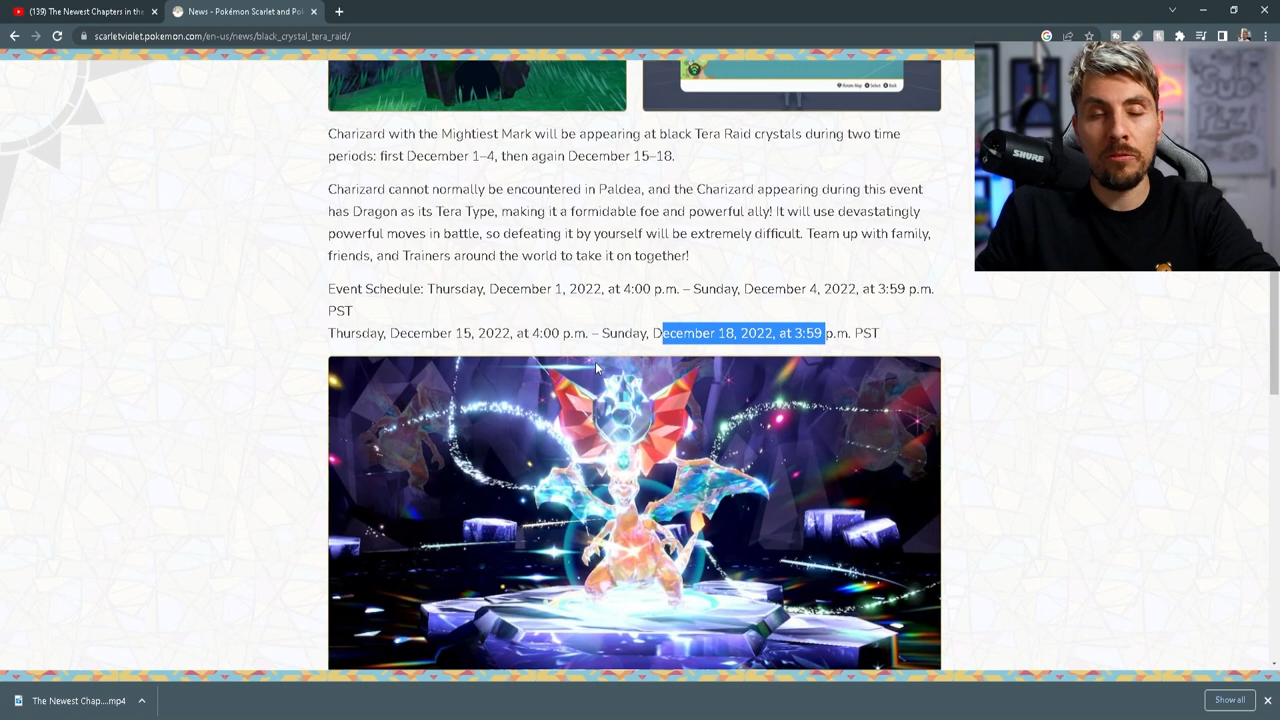 (139) The Newest Chapters in the
News - Pokémon Scarlet and Pok
scarletviolet.pokemon.com/en-us/news/black_crystal_tera_raid/
Rotate Map Select Back
SHURE
Charizard with the Mightiest Mark will be appearing at black Tera Raid crystals during two time
periods: first December 1–4, then again December 15–18.
Charizard cannot normally be encountered in Paldea, and the Charizard appearing during this event
has Dragon as its Tera Type, making it a formidable foe and powerful ally! It will use devastatingly
powerful moves in battle, so defeating it by yourself will be extremely difficult. Team up with family,
friends, and Trainers around the world to take it on together!
Event Schedule: Thursday, December 1, 2022, at 4:00 p.m. – Sunday, December 4, 2022, at 3:59 p.m.
PST
Thursday, December 15, 2022, at 4:00 p.m. – Sunday, December 18, 2022, at 3:59 p.m. PST
The Newest Chap....mp4
Show all